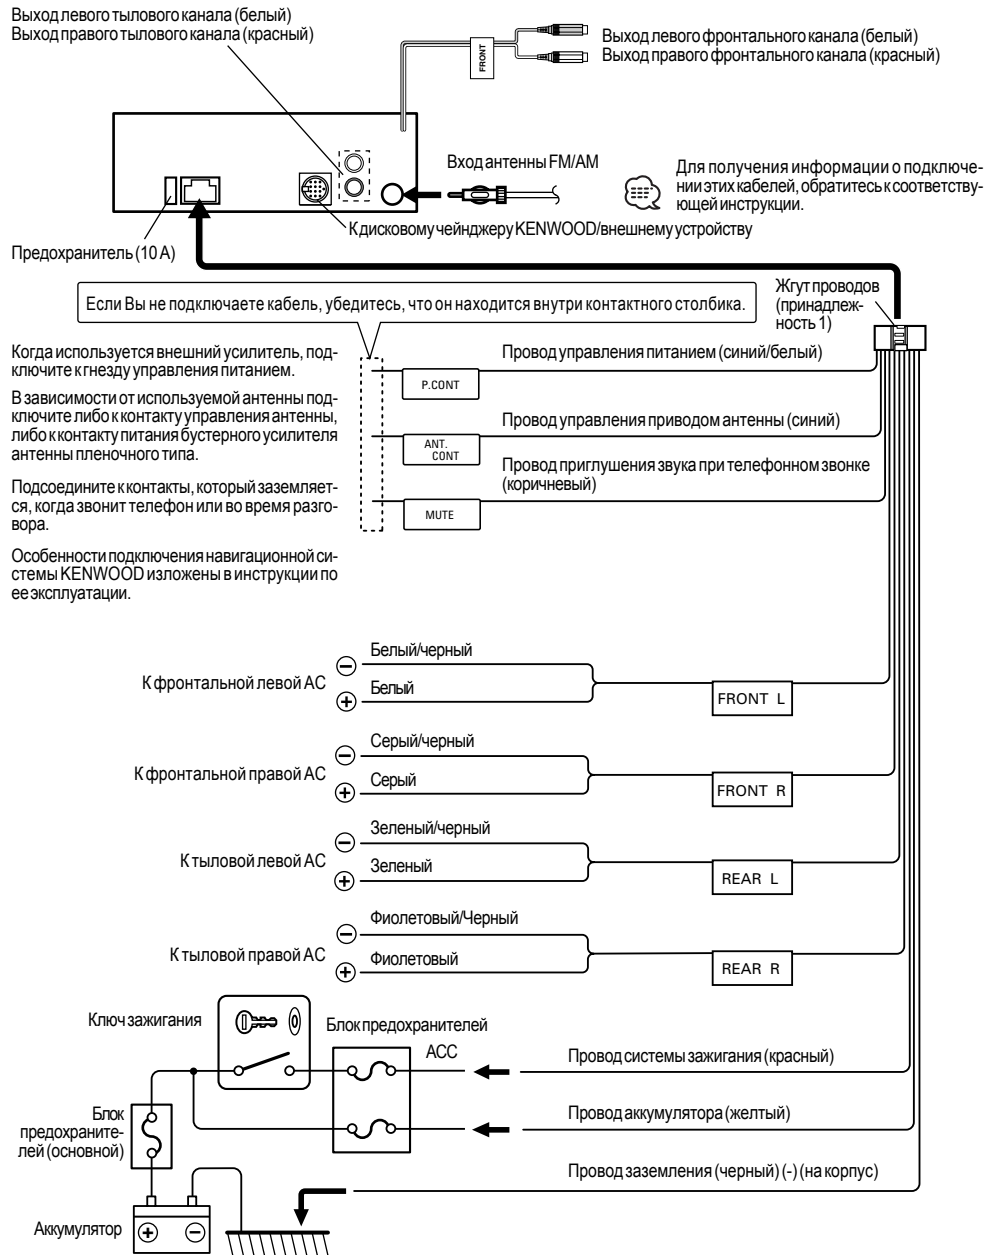 Выход левого тылового канала (белый)
Выход правого тылового канала (красный)
FRONT
Выход левого фронтального канала (белый)
Выход правого фронтального канала (красный)
Вход антенны FM/AM
Для получения информации о подключе-
нии этих кабелей, обратитесь к соответству-
ющей инструкции.
К дисковому чейнджеру KENWOOD/внешнему устройству
Предохранитель (10 A)
Жгут проводов
(принадлеж-
ность 1)
Если Вы не подключаете кабель, убедитесь, что он находится внутри контактного столбика.
Когда используется внешний усилитель, под-
ключите к гнезду управления питанием.
P.CONT
Провод управления питанием (синий/белый)
В зависимости от используемой антенны под-
ключите либо к контакту управления антенны,
либо к контакту питания бустерного усилителя
антенны пленочного типа.
ANT.
CONT
Провод управления приводом антенны (синий)
Подсоедините к контакты, который заземляет-
ся, когда звонит телефон или во время разго-
вора.
MUTE
Провод приглушения звука при телефонном звонке
(коричневый)
Особенности подключения навигационной си-
стемы KENWOOD изложены в инструкции по
ее эксплуатации.
К фронтальной левой АС
⊖
Белый/черный
⊕
Белый
FRONT L
К фронтальной правой АС
⊖
Серый/черный
⊕
Серый
FRONT R
К тыловой левой АС
⊖
Зеленый/черный
⊕
Зеленый
REAR L
К тыловой правой АС
⊖
Фиолетовый/Черный
⊕
Фиолетовый
REAR R
Ключ зажигания
Блок предохранителей
ACC
Провод системы зажигания (красный)
Блок
предохраните-
лей (основной)
Провод аккумулятора (желтый)
Провод заземления (черный) (-) (на корпус)
Аккумулятор
⊕ ⊖